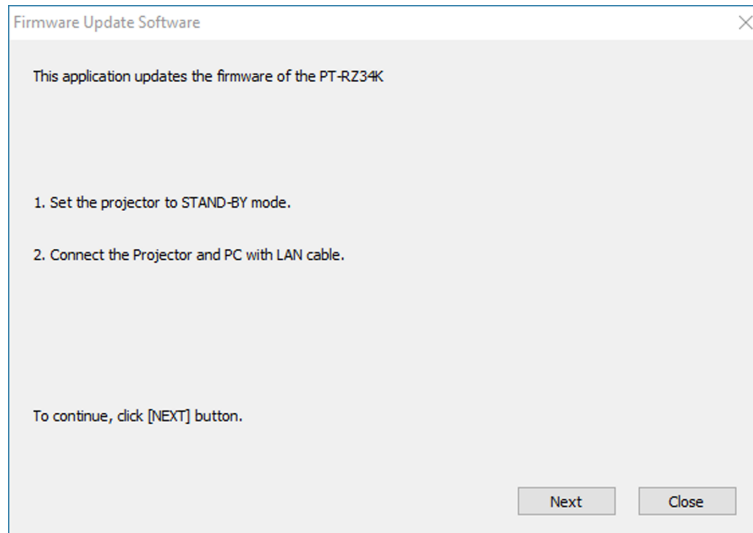 Firmware Update Software
This application updates the firmware of the PT-RZ34K
1. Set the projector to STAND-BY mode.
2. Connect the Projector and PC with LAN cable.
To continue, click [NEXT] button.
Next
Close